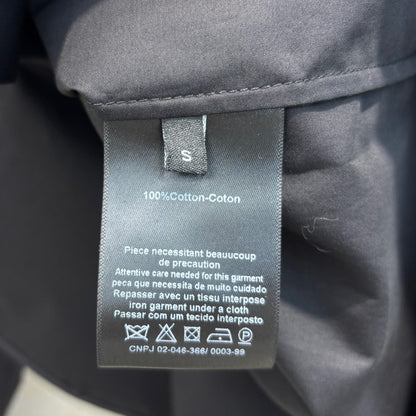 S
100%Cotton-Coton
Piece necessitant beauucoup
de precaution
Attentive care needed for this garment
peca que necessita de muito cuidado
Repasser avec un tissu interpose
iron garment under a cloth
Passar com um tecido interposto
CNPJ 02-046-366/ 0003-99